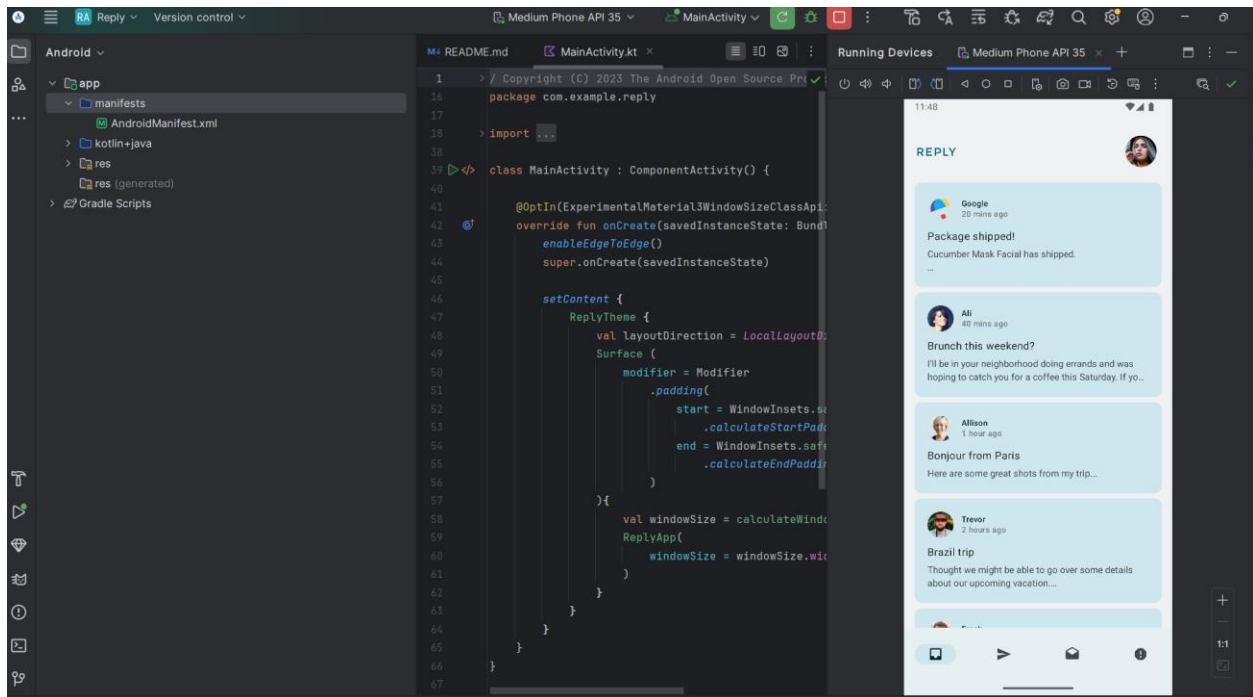 RA Reply Version control Medium Phone API 35 MainActivity
Android
app
manifests
AndroidManifest.xml
kotlin+java
res
res (generated)
Gradle Scripts
README.md MainActivity.kt
1 / Copyright (C) 2023 The Android Open Source
16 package com.example.reply
17
18 import ...
38
39 class MainActivity : ComponentActivity() {
40
41 @OptIn(ExperimentalMaterial3WindowSizeClassApi:
42 override fun onCreate(savedInstanceState: Bund
43 enableEdgeToEdge()
44 super.onCreate(savedInstanceState)
45
46 setContent {
47 ReplyTheme {
48 val layoutDirection = LocalLayoutD
49 Surface (
50 modifier = Modifier
51 .padding(
52 start = WindowInsets.sa
53 .calculateStartPadd
54 end = WindowInsets.safe
55 .calculateEndPaddin
56 )
57 ){
58 val windowSize = calculateWindo
59 ReplyApp(
60 windowSize = windowSize.wid
61 )
62 }
63 }
64 }
65 }
66 }
67
Running Devices Medium Phone API 35
11:48
REPLY
Google
20 mins ago
Package shipped!
Cucumber Mask Facial has shipped.
...
Ali
40 mins ago
Brunch this weekend?
I'll be in your neighborhood doing errands and was
hoping to catch you for a coffee this Saturday. If yo...
Allison
1 hour ago
Bonjour from Paris
Here are some great shots from my trip...
Trevor
2 hours ago
Brazil trip
Thought we might be able to go over some details
about our upcoming vacation....
1:1